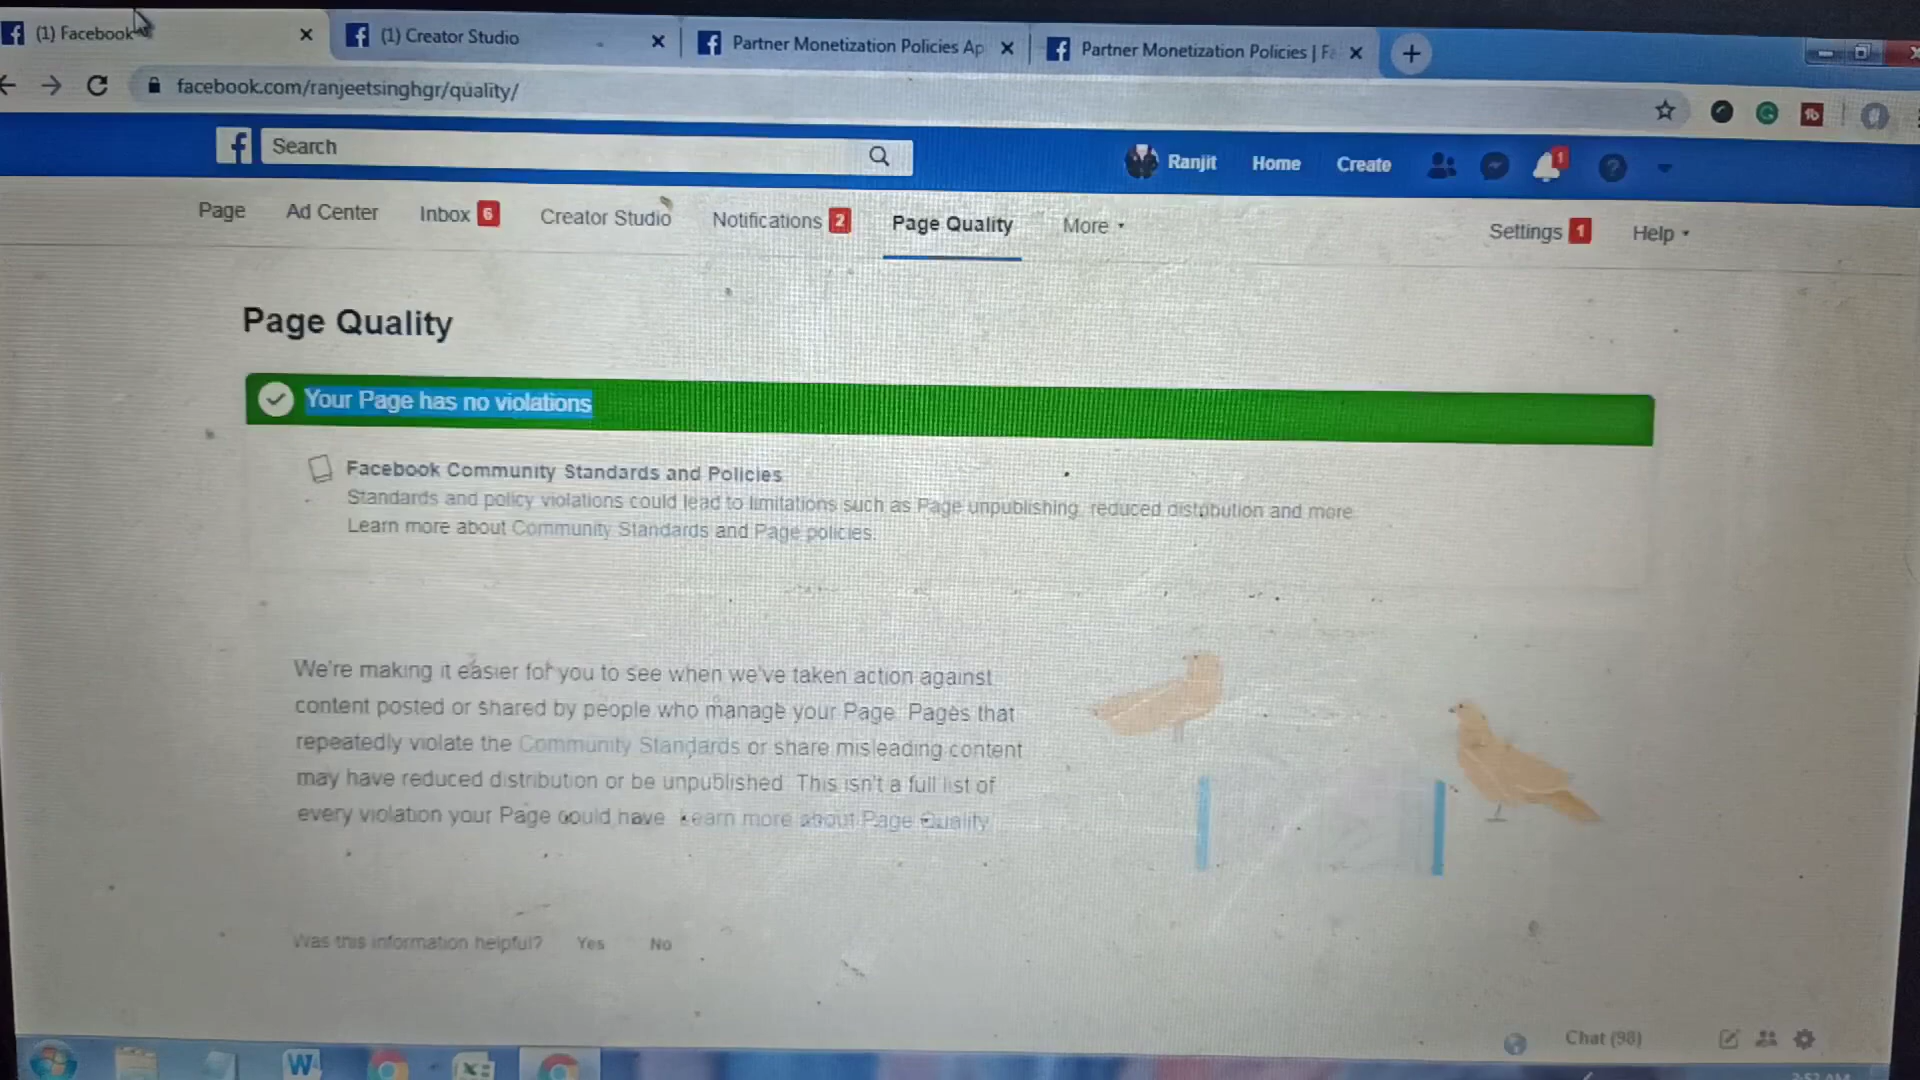 (1) Facebook
(1) Creator Studio
Partner Monetization Policies Ap
Partner Monetization Policies | Fa
facebook.com/ranjeetsinghgr/quality/
Search
Ranjit
Home
Create
1
Page
Ad Center
Inbox 6
Creator Studio
Notifications 2
Page Quality
More
Settings 1
Help
Page Quality
Your Page has no violations
Facebook Community Standards and Policies
Standards and policy violations could lead to limitations such as Page unpublishing, reduced distribution and more.
Learn more about Community Standards and Page policies.
We're making it easier for you to see when we've taken action against
content posted or shared by people who manage your Page. Pages that
repeatedly violate the Community Standards or share misleading content
may have reduced distribution or be unpublished. This isn't a full list of
every violation your Page could have. Learn more about Page Quality
Was this information helpful? Yes No
Chat (98)